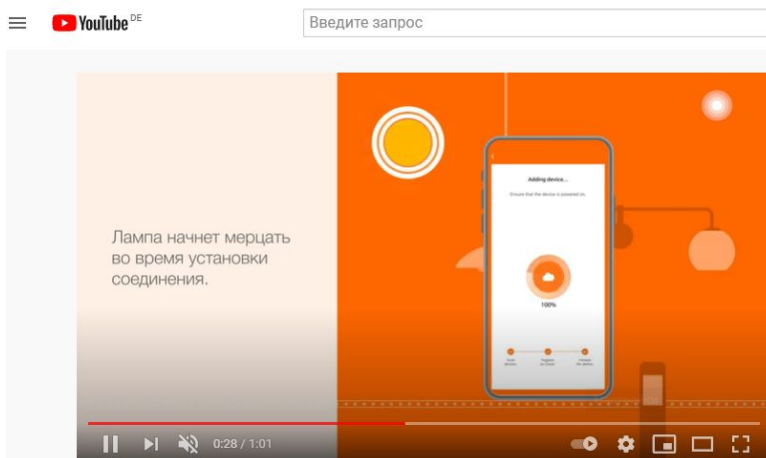 YouTube DE
Введите запрос
Adding device...
Ensure that the device is powered on.
Лампа начнет мерцать
во время установки
соединения.
100%
0:28 / 1:01